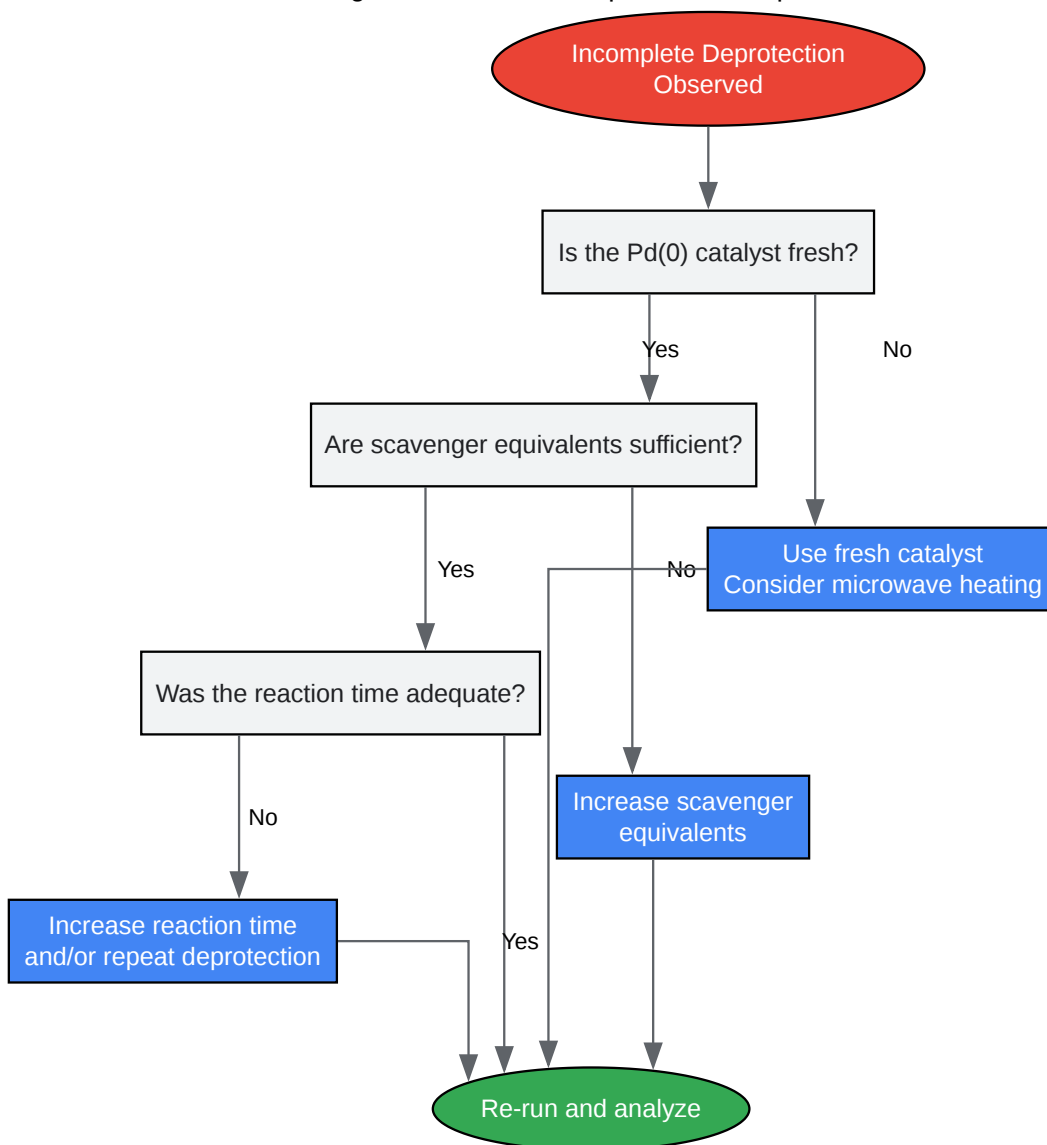 Incomplete Deprotection
Observed
Is the Pd(0) catalyst fresh?
Yes
No
Are scavenger equivalents sufficient?
Yes
No
Use fresh catalyst
Consider microwave heating
Was the reaction time adequate?
No
Increase scavenger
equivalents
Increase reaction time
and/or repeat deprotection
Yes
Re-run and analyze